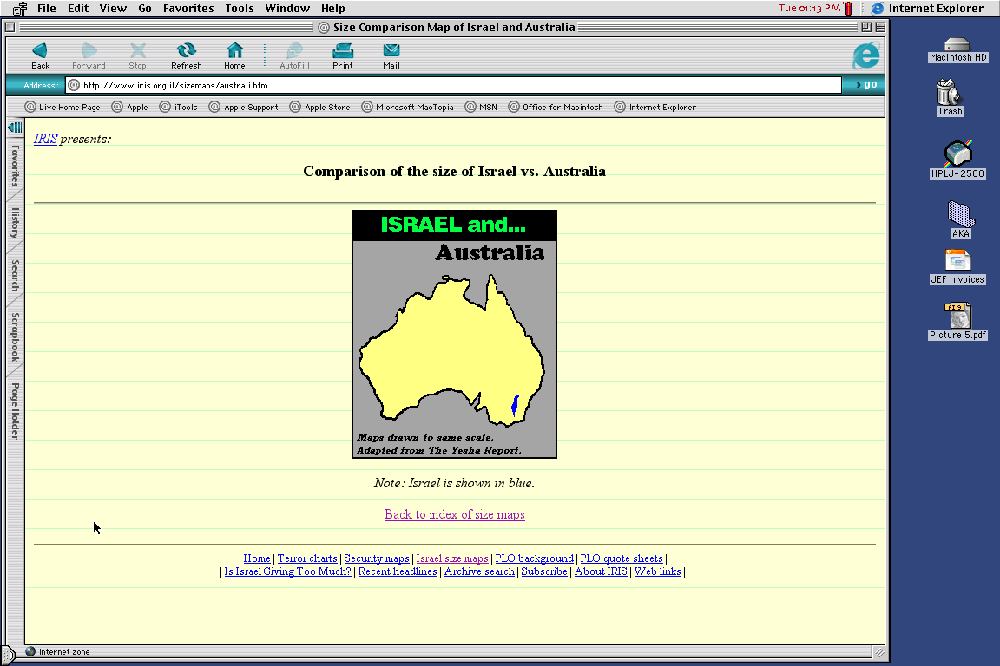 File Edit View Go Favorites Tools Window Help
Tue 01:13 PM
Internet Explorer
Size Comparison Map of Israel and Australia
Back Forward Stop Refresh Home AutoFill Print Mail
Address: http://www.iris.org.il/sizemaps/australi.htm go
Live Home Page Apple iTools Apple Support Apple Store Microsoft MacTopia MSN Office for Macintosh Internet Explorer
Favorites
History
Search
Scrapbook
Page Holder
IRIS presents:
Comparison of the size of Israel vs. Australia
ISRAEL and...
Australia
Maps drawn to same scale.
Adapted from The Yesha Report.
Note: Israel is shown in blue.
Back to index of size maps
| Home | Terror charts | Security maps | Israel size maps | PLO background | PLO quote sheets |
| Is Israel Giving Too Much? | Recent headlines | Archive search | Subscribe | About IRIS | Web links |
Internet zone
Macintosh HD
Trash
HPLJ-2500
AKA
JEF Invoices
AI 9
Picture 5.pdf